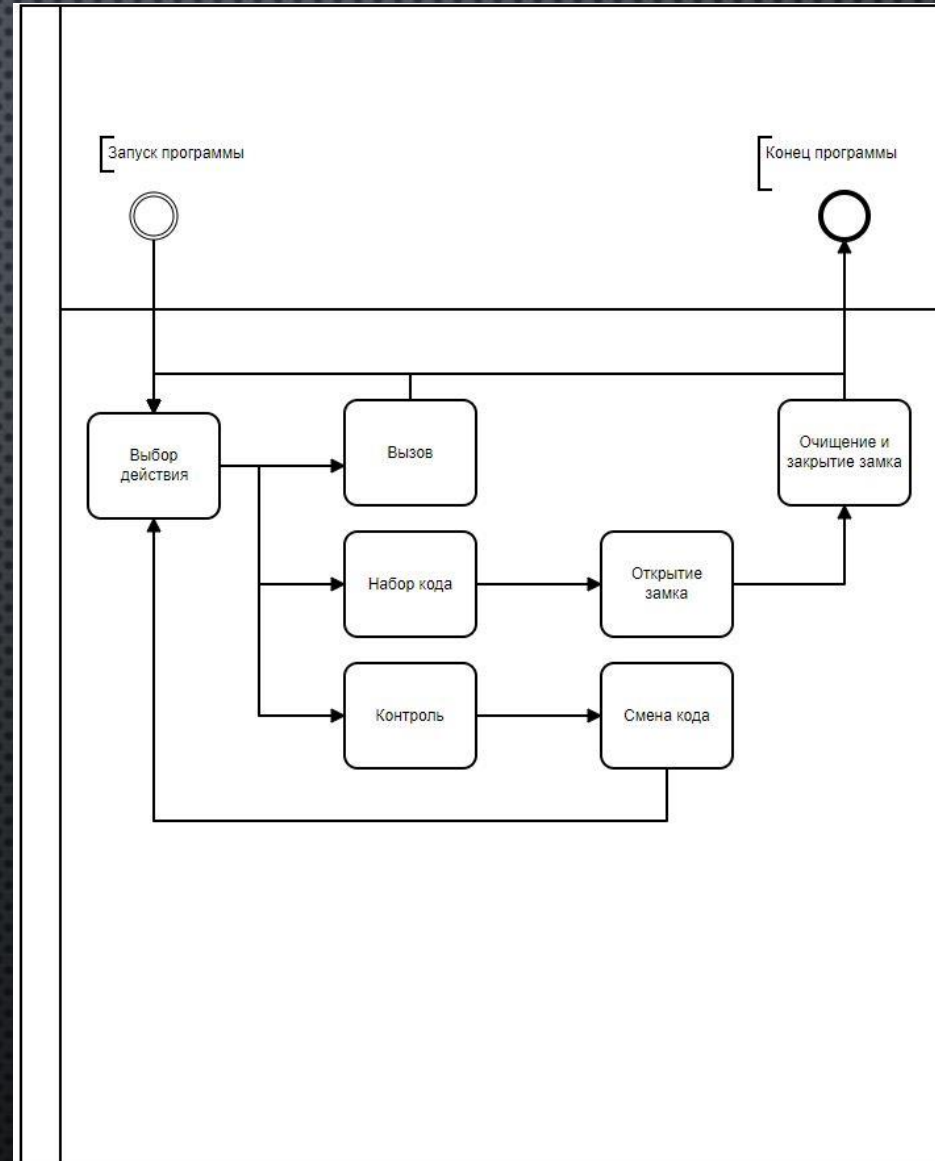 Запуск программы
Конец программы
Выбор
действия
Вызов
Очищение и
закрытие замка
Набор кода
Открытие
замка
Контроль
Смена кода